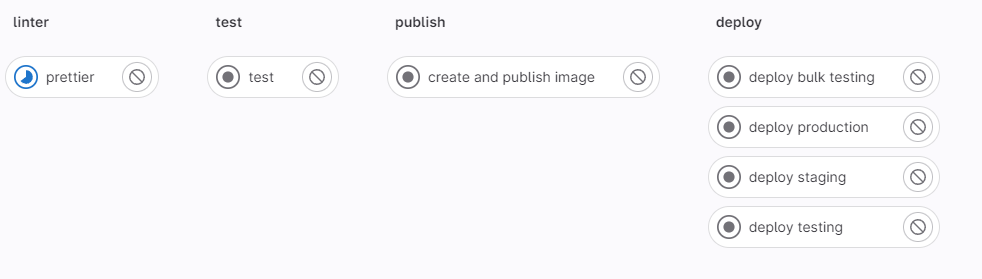 linter
prettier
test
test
publish
create and publish image
deploy
deploy bulk testing
deploy production
deploy staging
deploy testing